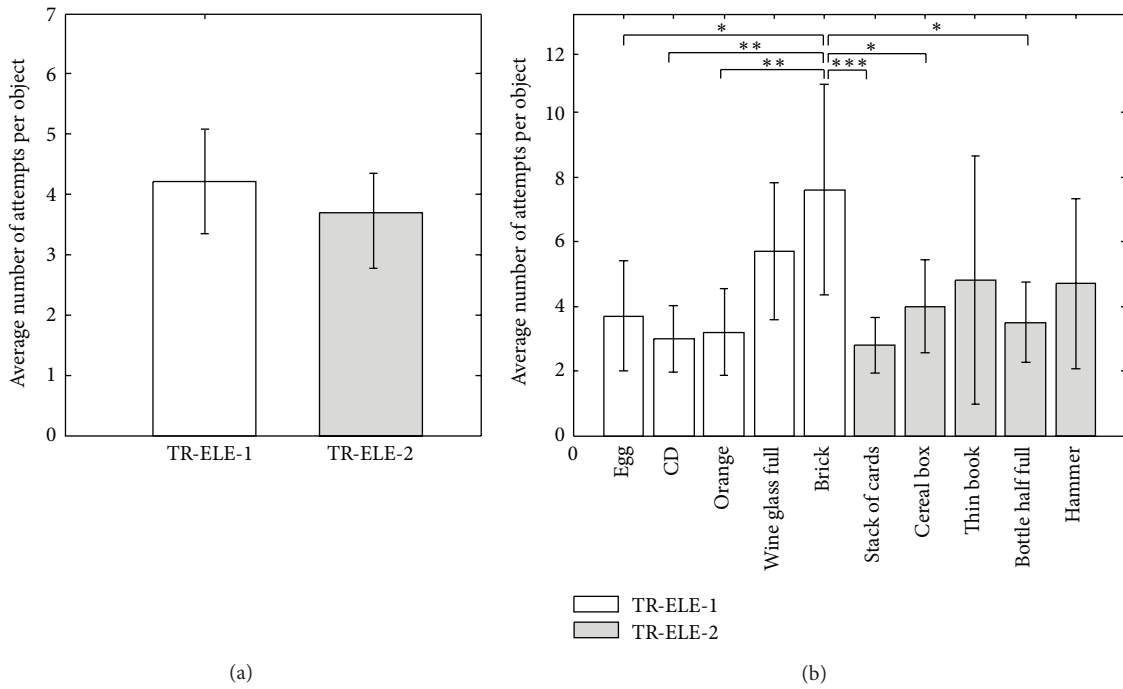 7
6
5
4
3
2
1
0
Average number of attempts per object
TR-ELE-1
TR-ELE-2
(a)
12
10
8
6
4
2
0
0
Average number of attempts per object
*
*
**
*
**
***
Egg
CD
Orange
Wine glass full
Brick
Stack of cards
Cereal box
Thin book
Bottle half full
Hammer
TR-ELE-1
TR-ELE-2
(b)